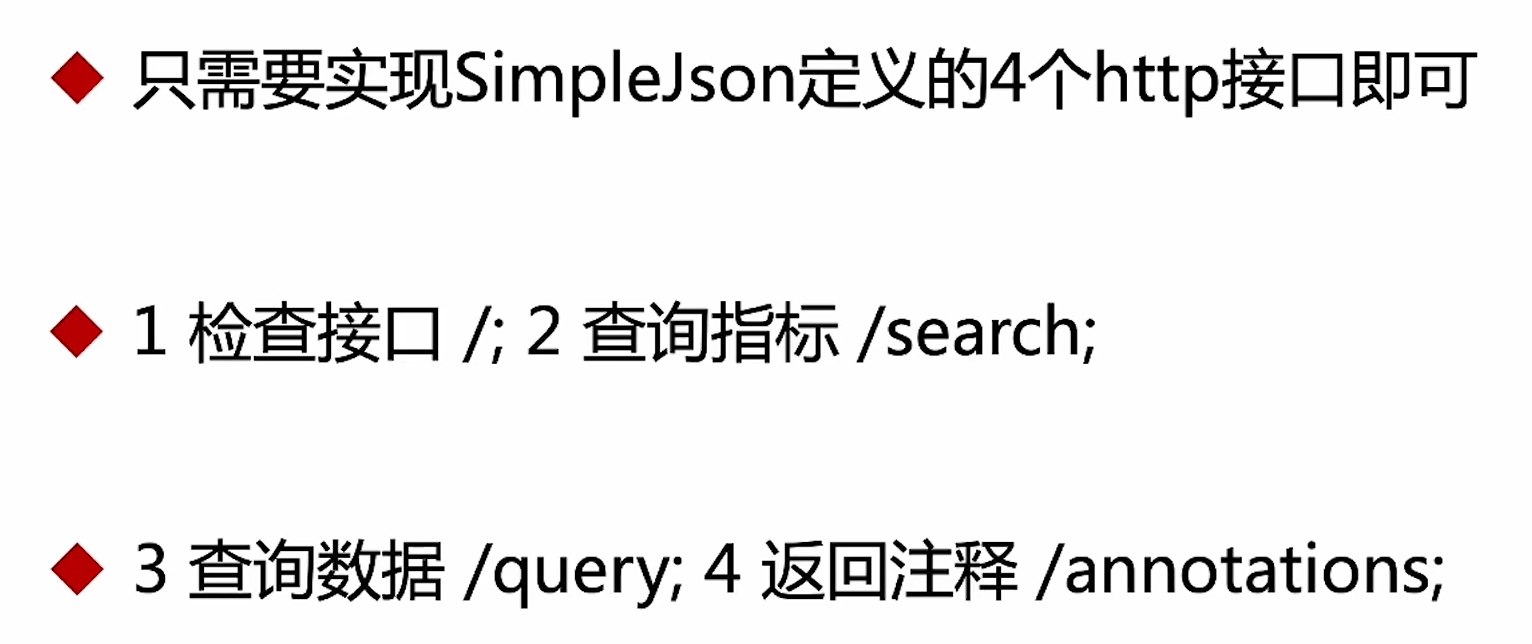 只需要实现SimpleJson定义的4个http接口即可
1 检查接口 /; 2 查询指标 /search;
3 查询数据 /query; 4 返回注释 /annotations;